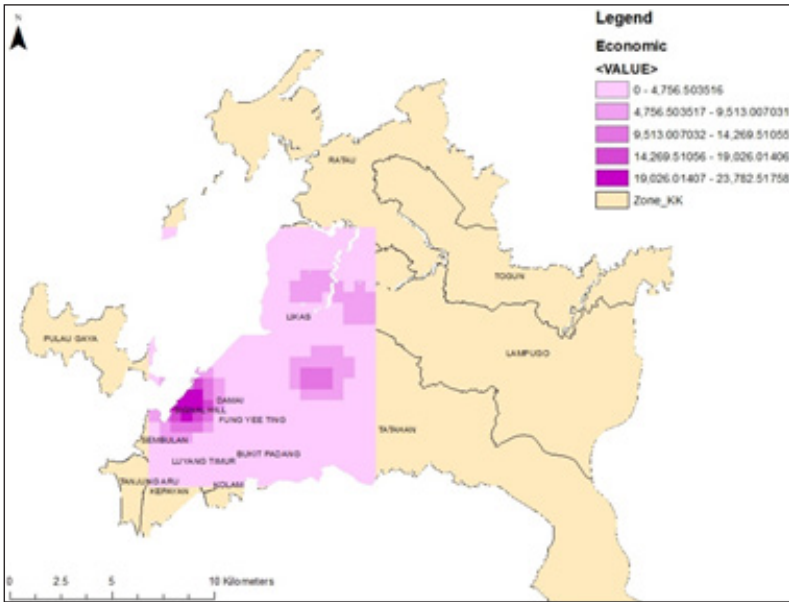 N
Legend
Economic
<VALUE>
0 - 4,756.503516
4,756.503517 - 9,513.007031
9,513.007032 - 14,269.51055
14,269.51056 - 19,026.01406
19,026.01407 - 23,782.51758
Zone_KK
RATAU
TOGUN
LIKAS
PULAU GAYA
LAMPUGO
DAMAI
HILL
FUNG YEE TING
TATAHAN
SEMBULAN
BUKIT PADANG
LUYANG TIMUR
TANJUNG ARU
KEPAYAN
KOLAM
0 2.5 5 10 Kilometers